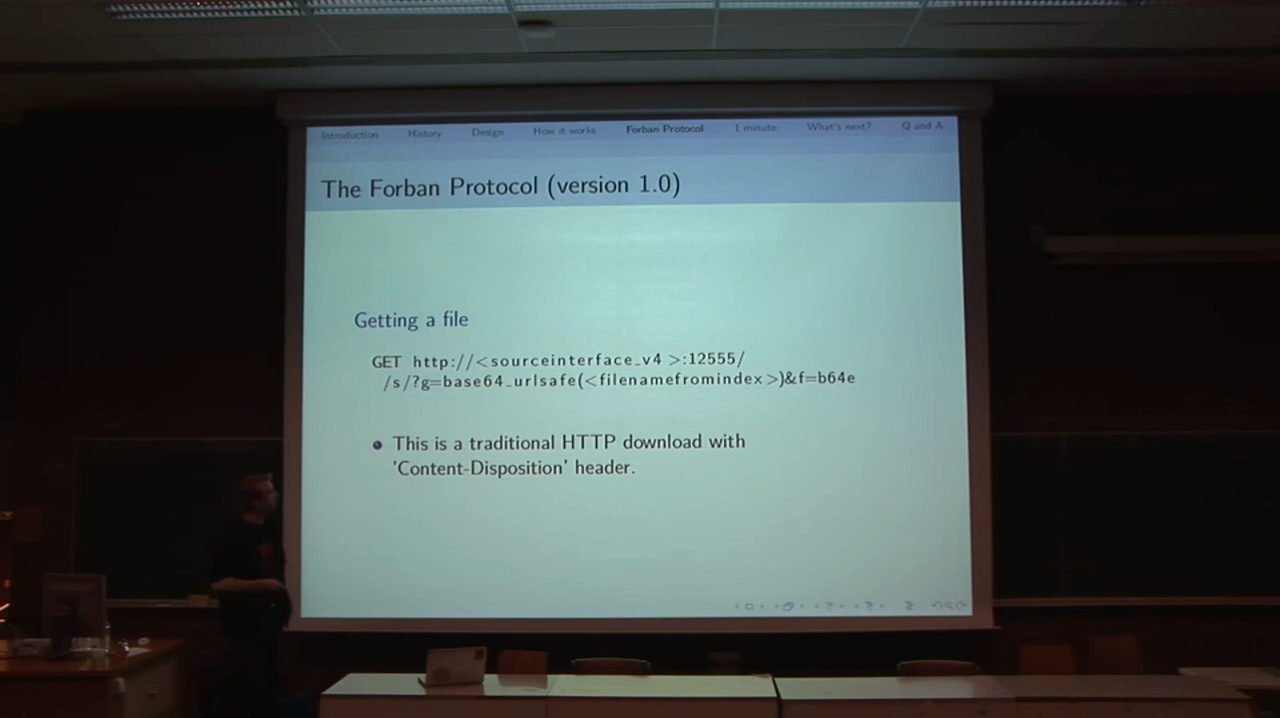 Introduction History Design How it works Forban Protocol 1 minute What's next? Q and A
The Forban Protocol (version 1.0)
Getting a file
GET http://<sourceinterface_v4 >:12555/
/s/?g=base64_urlsafe(<filenamefromindex>)&f=b64e
This is a traditional HTTP download with
'Content-Disposition' header.